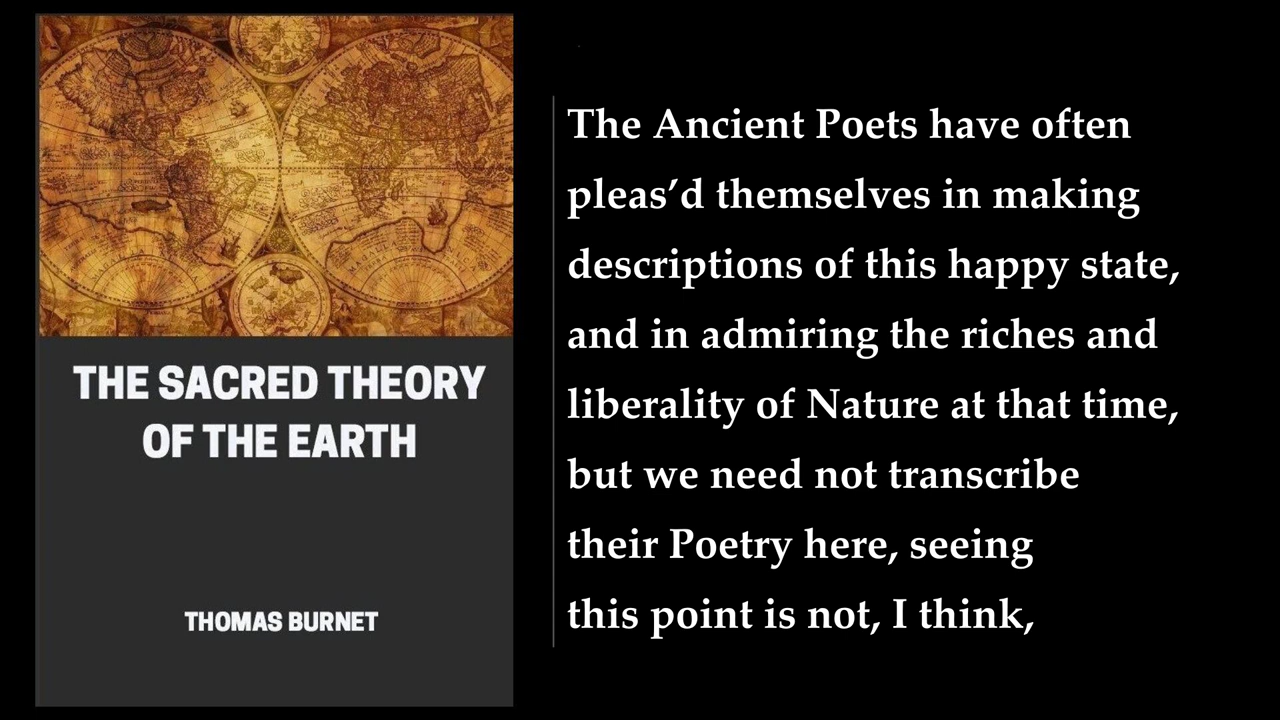 THE SACRED THEORY
OF THE EARTH
THOMAS BURNET
The Ancient Poets have often
pleas’d themselves in making
descriptions of this happy state,
and in admiring the riches and
liberality of Nature at that time,
but we need not transcribe
their Poetry here, seeing
this point is not, I think,